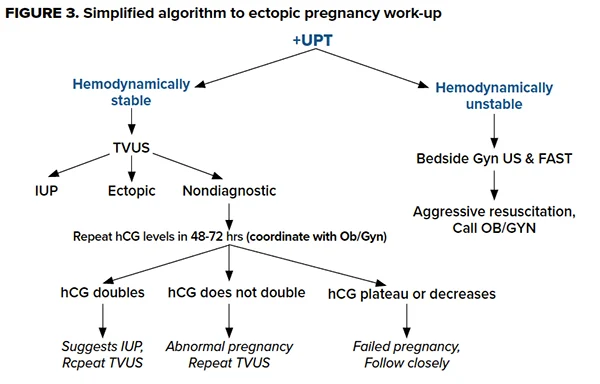 FIGURE 3. Simplified algorithm to ectopic pregnancy work-up
+UPT
Hemodynamically
stable
Hemodynamically
unstable
TVUS
Bedside Gyn US & FAST
IUP
Ectopic
Nondiagnostic
Aggressive resuscitation,
Call OB/GYN
Repeat hCG levels in 48-72 hrs (coordinate with Ob/Gyn)
hCG doubles
hCG does not double
hCG plateau or decreases
Suggests IUP,
Rcpeat TVUS
Abnormal pregnancy
Repeat TVUS
Failed pregnancy,
Follow closely